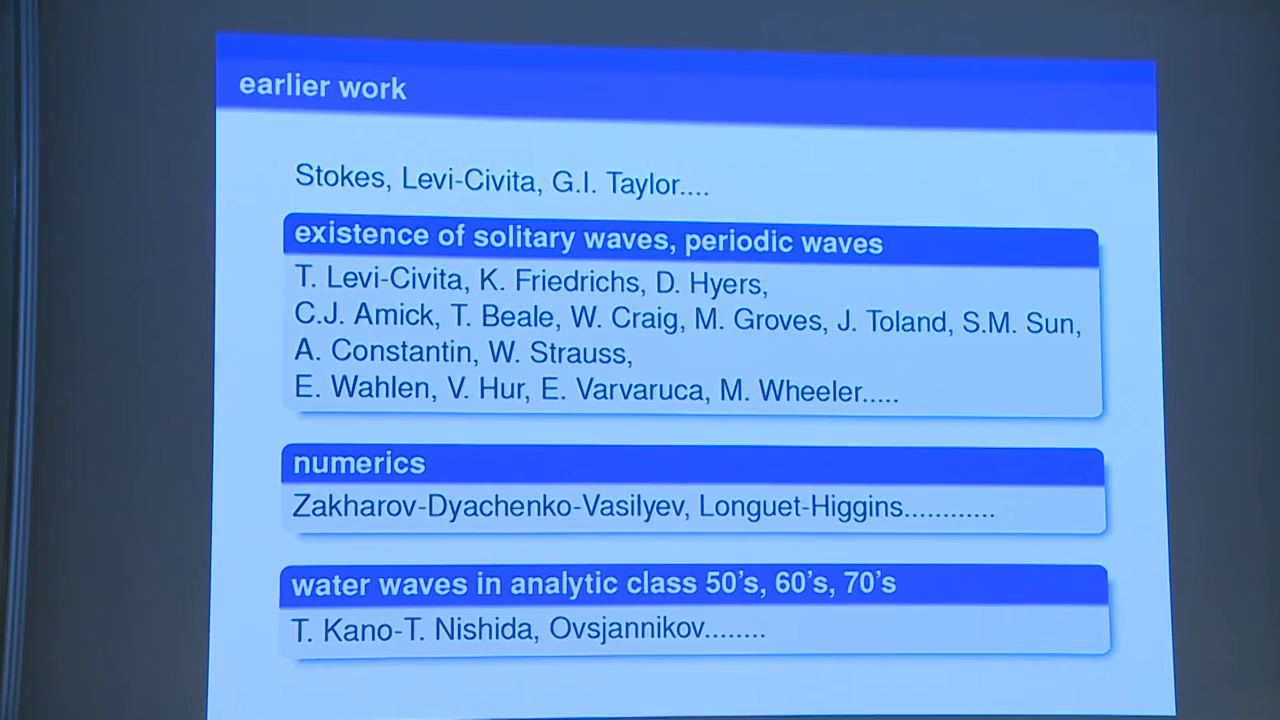 earlier work
Stokes, Levi-Civita, G.I. Taylor....
existence of solitary waves, periodic waves
T. Levi-Civita, K. Friedrichs, D. Hyers,
C.J. Amick, T. Beale, W. Craig, M. Groves, J. Toland, S.M. Sun,
A. Constantin, W. Strauss,
E. Wahlen, V. Hur, E. Varvaruca, M. Wheeler.....
numerics
Zakharov-Dyachenko-Vasilyev, Longuet-Higgins............
water waves in analytic class 50's, 60's, 70's
T. Kano-T. Nishida, Ovsjannikov........